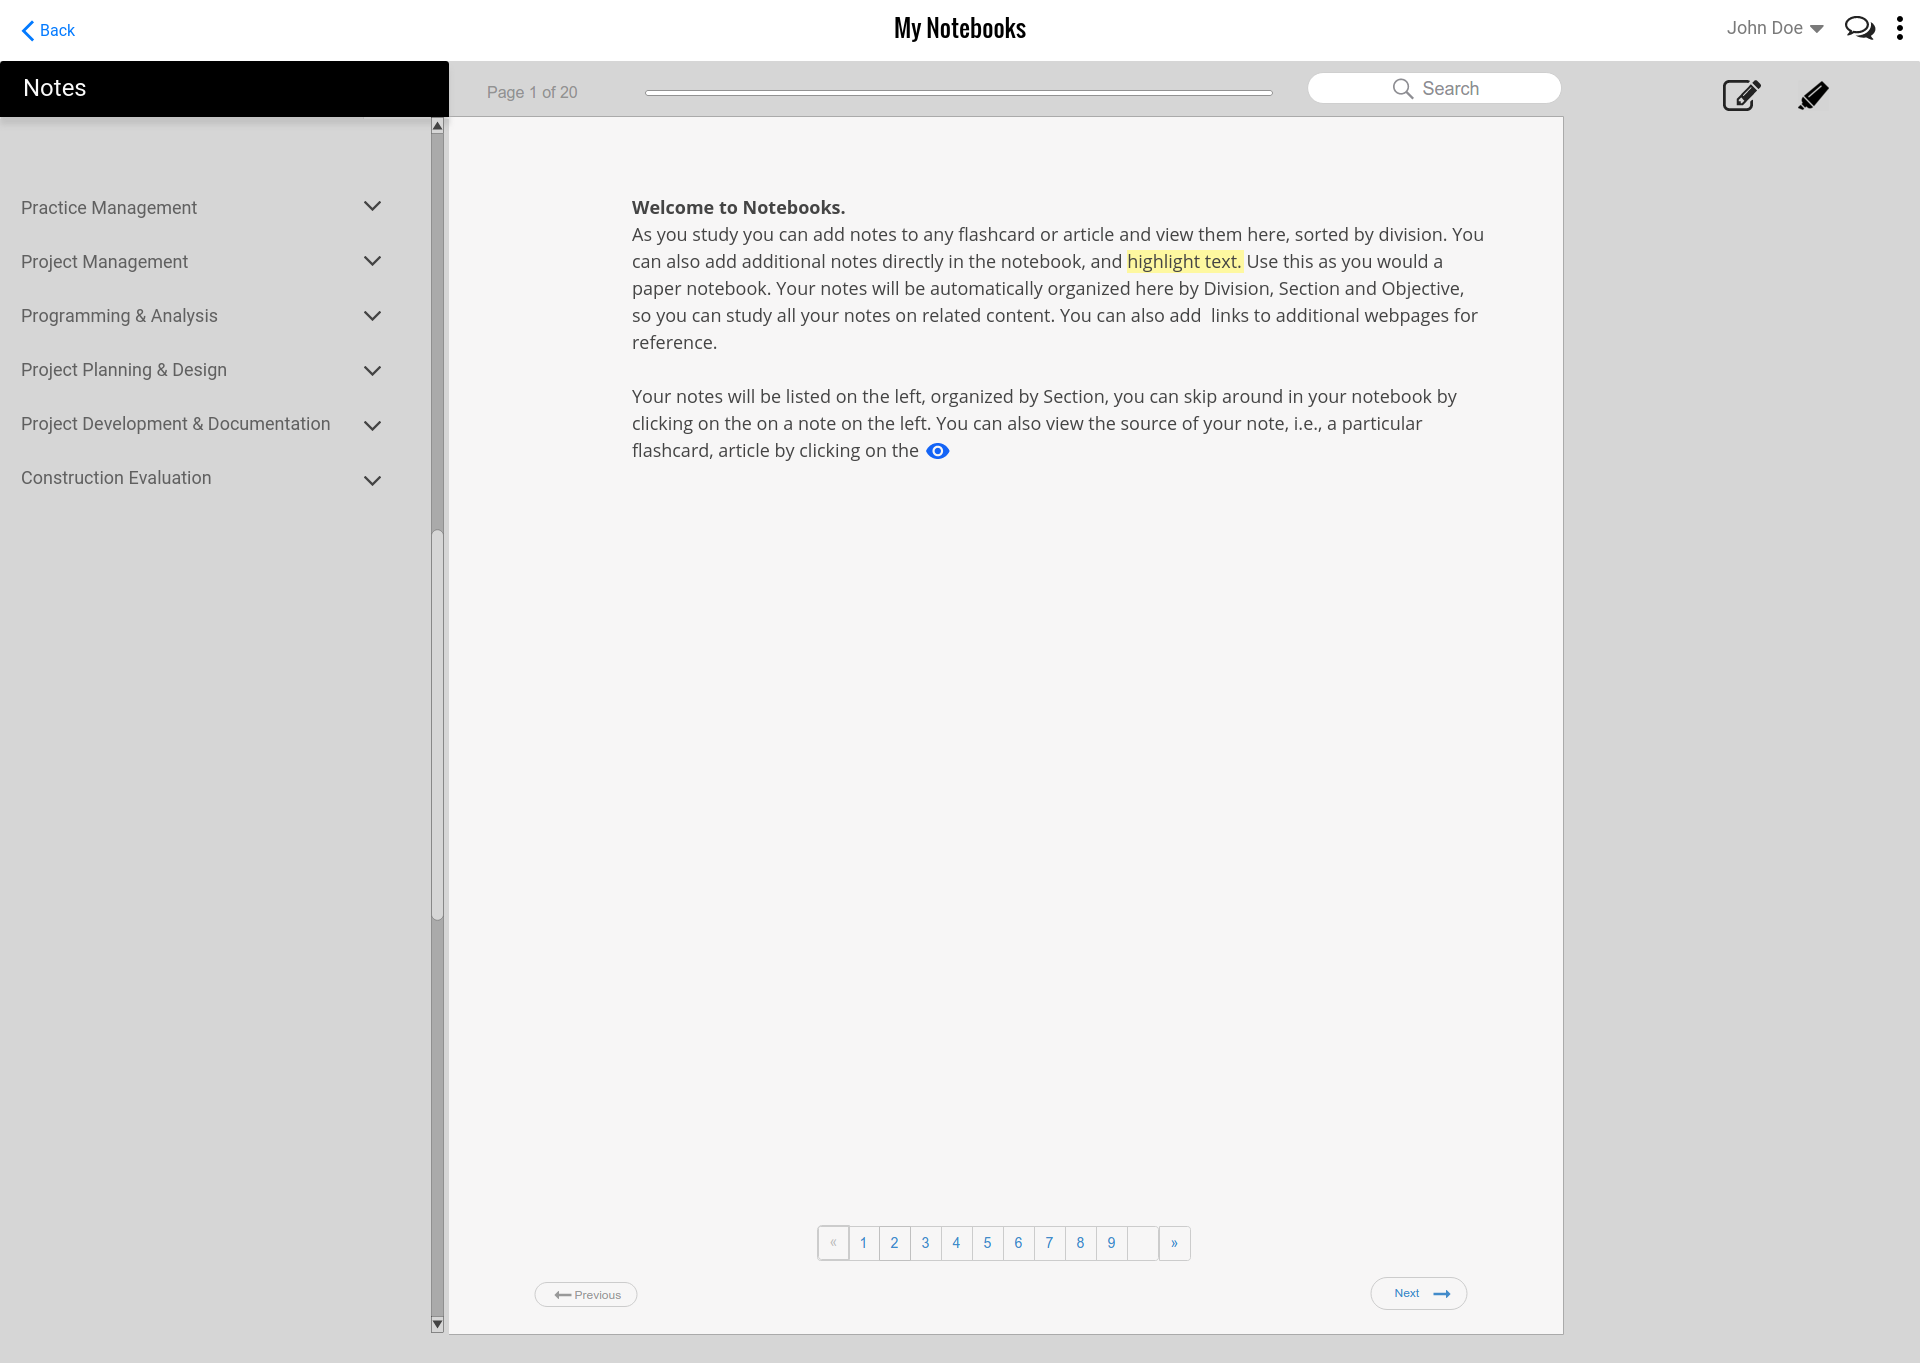 Back
My Notebooks
John Doe
Notes
Page 1 of 20
Search
Practice Management
Project Management
Programming & Analysis
Project Planning & Design
Project Development & Documentation
Construction Evaluation
Welcome to Notebooks.
As you study you can add notes to any flashcard or article and view them here, sorted by division. You
can also add additional notes directly in the notebook, and highlight text. Use this as you would a
paper notebook. Your notes will be automatically organized here by Division, Section and Objective,
so you can study all your notes on related content. You can also add  links to additional webpages for
reference.
Your notes will be listed on the left, organized by Section, you can skip around in your notebook by
clicking on the on a note on the left. You can also view the source of your note, i.e., a particular
flashcard, article by clicking on the
« 1 2 3 4 5 6 7 8 9 »
Previous
Next